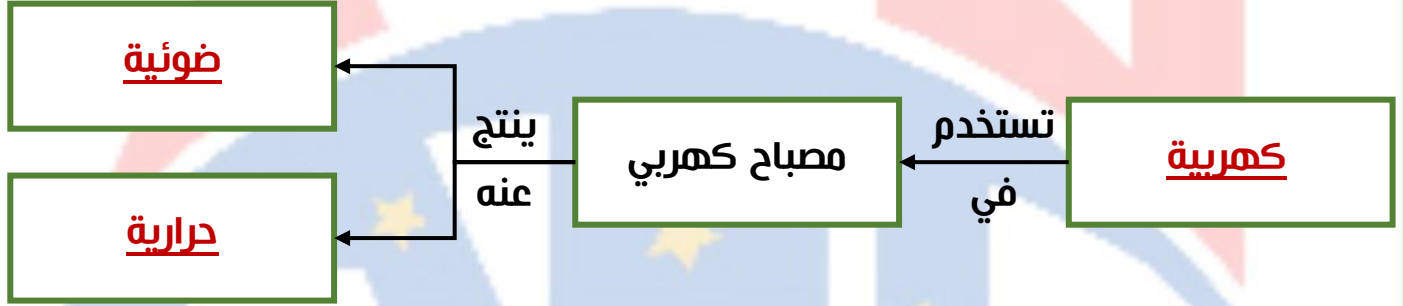 كهربية
تستخدم
في
مصباح كهربي
ينتج
عنه
ضوئية
حرارية